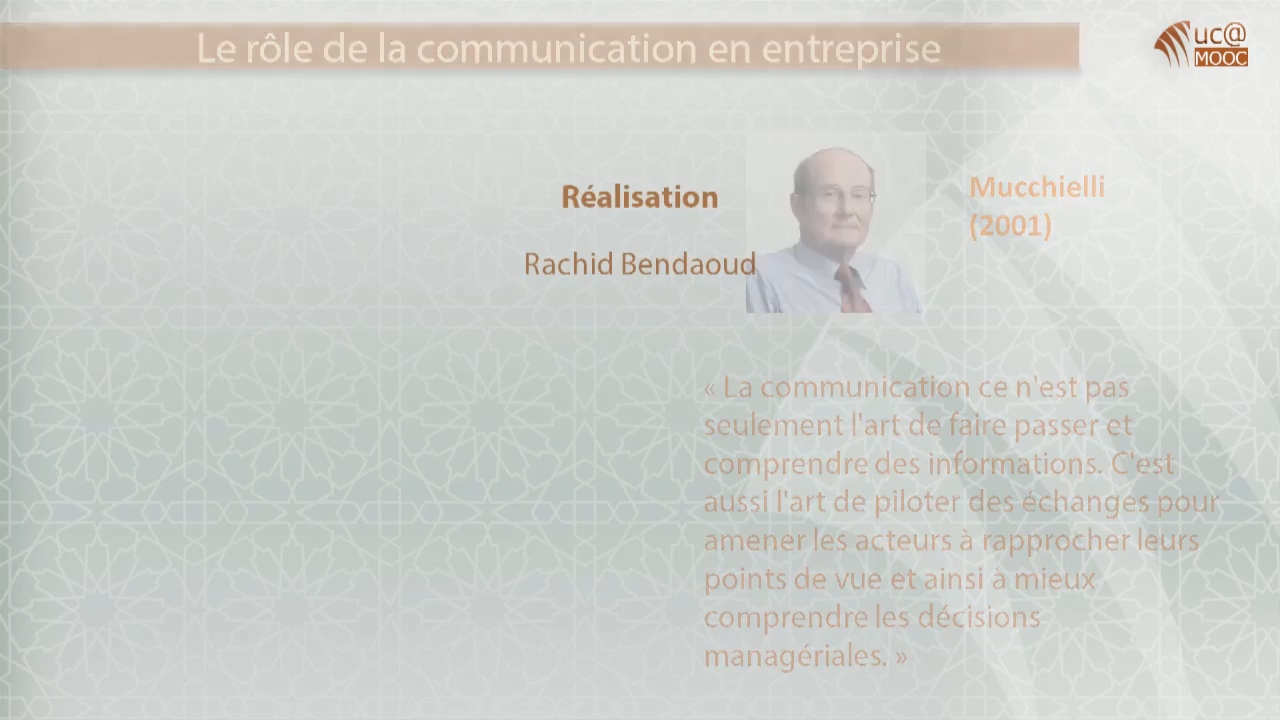 Le rôle de la communication en entreprise
uc@
MOOC
Réalisation
Rachid Bendaoud
Mucchielli
(2001)
« La communication ce n'est pas
seulement l'art de faire passer et
comprendre des informations. C'est
aussi l'art de piloter des échanges pour
amener les acteurs à rapprocher leurs
points de vue et ainsi à mieux
comprendre les décisions
managériales. »